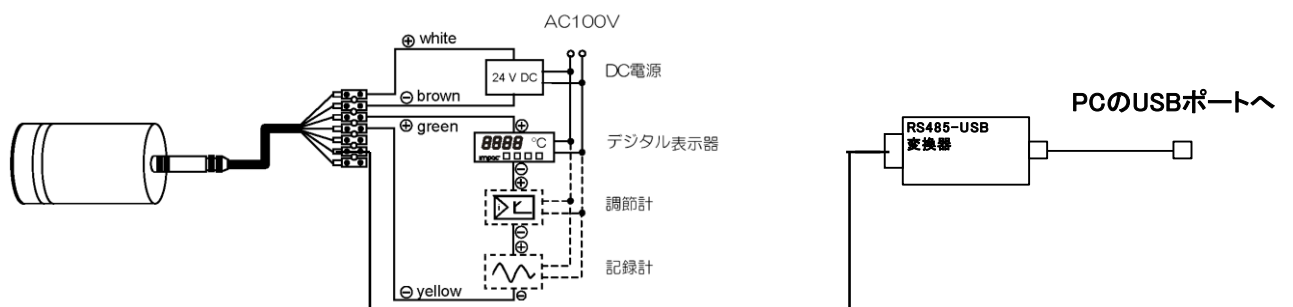 AC100V
⊕ white
24 V DC
DC電源
⊖ brown
⊕ green
⊕
8888 °C
impac
デジタル表示器
⊖
⊕
調節計
⊖
⊕
記録計
⊖ yellow
⊖
PCのUSBポートへ
RS485-USB
変換器